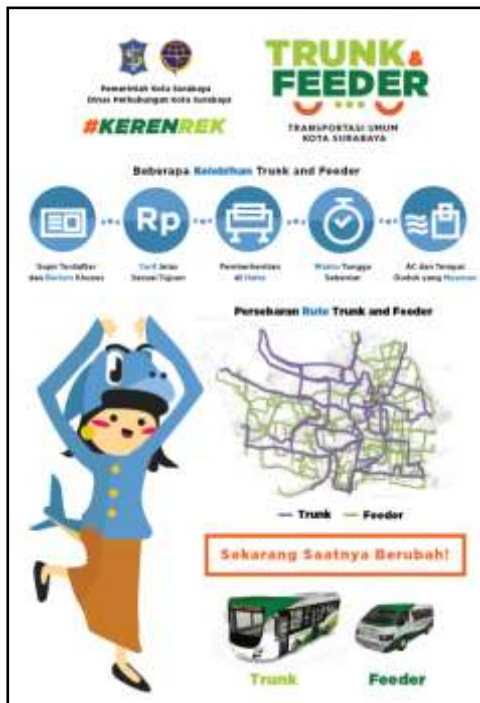 Pemerintah Kota Surabaya
Dinas Perhubungan Kota Surabaya
#KERENREK
TRUNK &
FEEDER
TRANSPORTASI UMUM
KOTA SURABAYA
Beberapa Kelebihan Trunk and Feeder
Rp
Supir Terdaftar
dan Berlisensi Khusus
Tarif Jelas
Sesuai Tujuan
Pemberhentian
di Halte
Waktu Tunggu
Sebentar
AC dan Tempat
Duduk yang Nyaman
Persebaran Rute Trunk and Feeder
Trunk
Feeder
Sekarang Saatnya Berubah!
Trunk
Feeder